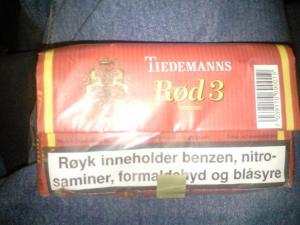 TIEDEMANNS
Rød 3
Røyk inneholder benzen, nitro-
saminer, formaldehyd og blåsyre